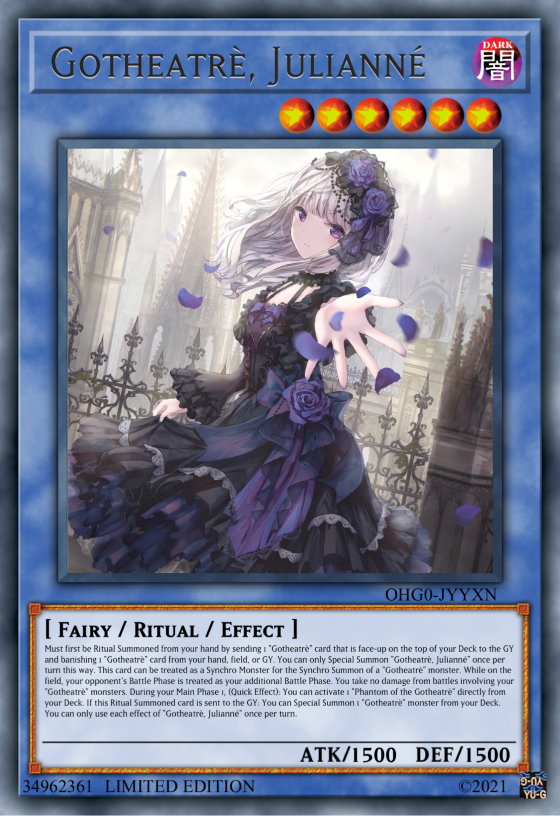 GOTHEATRÈ, JULIANNÉ
DARK
闇
OHG0-JYYXN
[ FAIRY / RITUAL / EFFECT ]
Must first be Ritual Summoned from your hand by sending 1 "Gotheatrè" card that is face-up on the top of your Deck to the GY
and banishing 1 "Gotheatrè" card from your hand, field, or GY. You can only Special Summon "Gotheatrè, Julianné" once per
turn this way. This card can be treated as a Synchro Monster for the Synchro Summon of a "Gotheatrè" monster. While on the
field, your opponent's Battle Phase is treated as your additional Battle Phase. You take no damage from battles involving your
"Gotheatrè" monsters. During your Main Phase 1, (Quick Effect): You can activate 1 "Phantom of the Gotheatrè" directly from
your Deck. If this Ritual Summoned card is sent to the GY: You can Special Summon 1 "Gotheatrè" monster from your Deck.
You can only use each effect of "Gotheatrè, Julianné" once per turn.
ATK/1500 DEF/1500
34962361 LIMITED EDITION
©2021
YU-G
YU-G